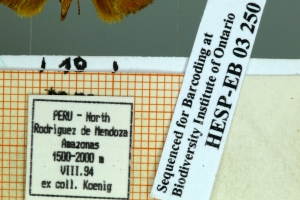 10
PERU - North
Rodriguez de Mendoza
Amazonas
1500-2000 m
VIII.94
ex coll. Koenig
Sequenced for Barcoding at
Biodiversity Institute of Ontario
HESP-EB 03 250